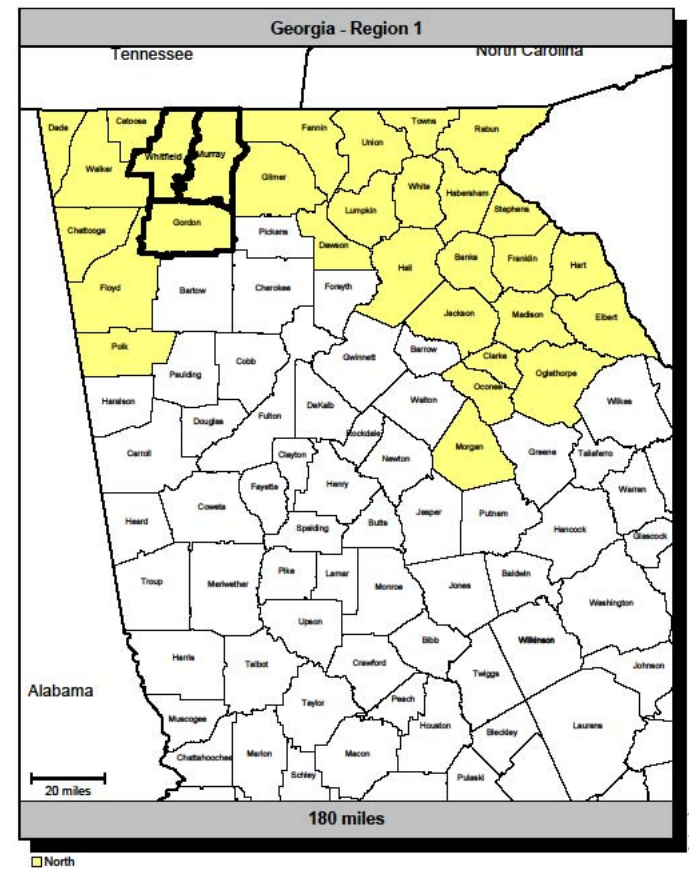 Georgia - Region 1
Tennessee
North Carolina
Dade
Catoosa
Fannin
Towns
Rabun
Union
Walker
Whitfield
Murray
Gilmer
White
Habersham
Stephens
Lumpkin
Chattooga
Gordon
Pickens
Dawson
Hall
Banks
Franklin
Hart
Floyd
Bartow
Cherokee
Forsyth
Jackson
Madison
Elbert
Polk
Paulding
Cobb
Gwinnett
Barrow
Clarke
Oglethorpe
Oconee
Haralson
Douglas
Fulton
DeKalb
Walton
Wilkes
Rockdale
Carroll
Clayton
Newton
Morgan
Greene
Taliaferro
Fayette
Henry
Warren
Heard
Coweta
Spalding
Butts
Jasper
Putnam
Hancock
Glascock
Troup
Meriwether
Pike
Lamar
Monroe
Jones
Baldwin
Washington
Upson
Bibb
Wilkinson
Harris
Talbot
Crawford
Twiggs
Johnson
Alabama
Taylor
Peach
Muscogee
Houston
Bleckley
Laurens
Chattahoochee
Marion
Macon
Schley
Pulaski
20 miles
180 miles
North